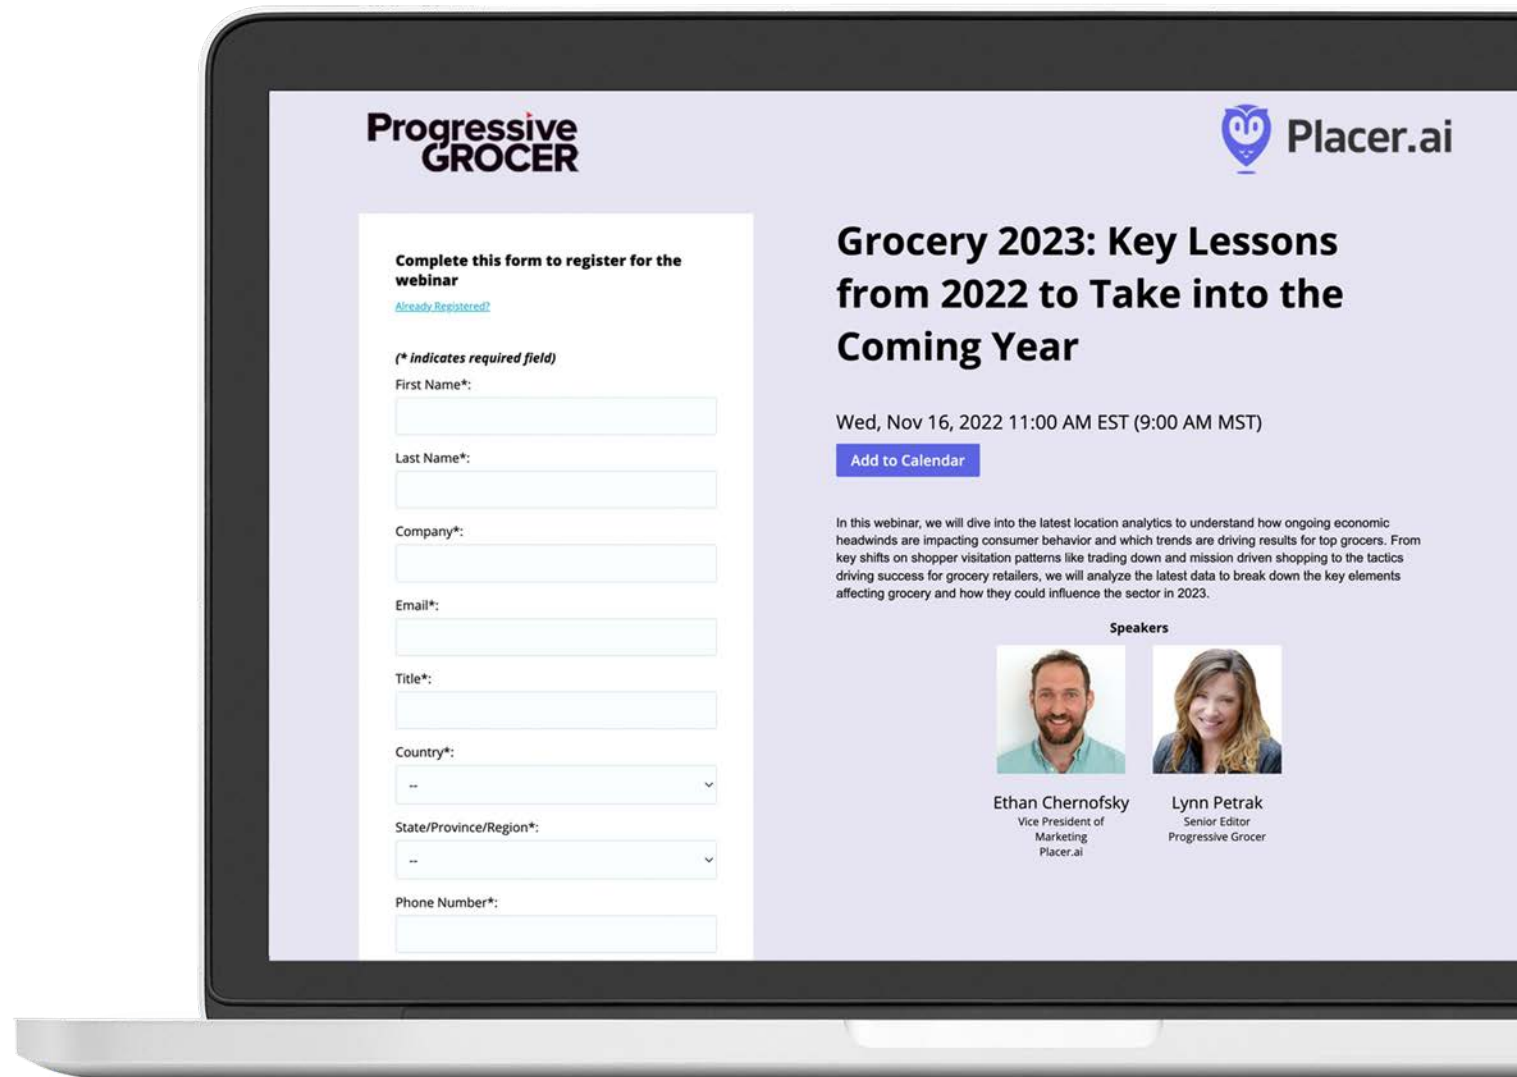 Progressive
GROCER
Placer.ai
Complete this form to register for the
webinar
Already Registered?
(* indicates required field)
First Name*:
Last Name*:
Company*:
Email*:
Title*:
Country*:
--
State/Province/Region*:
--
Phone Number*:
Grocery 2023: Key Lessons
from 2022 to Take into the
Coming Year
Wed, Nov 16, 2022 11:00 AM EST (9:00 AM MST)
Add to Calendar
In this webinar, we will dive into the latest location analytics to understand how ongoing economic
headwinds are impacting consumer behavior and which trends are driving results for top grocers. From
key shifts on shopper visitation patterns like trading down and mission driven shopping to the tactics
driving success for grocery retailers, we will analyze the latest data to break down the key elements
affecting grocery and how they could influence the sector in 2023.
Speakers
Ethan Chernofsky
Vice President of
Marketing
Placer.ai
Lynn Petrak
Senior Editor
Progressive Grocer